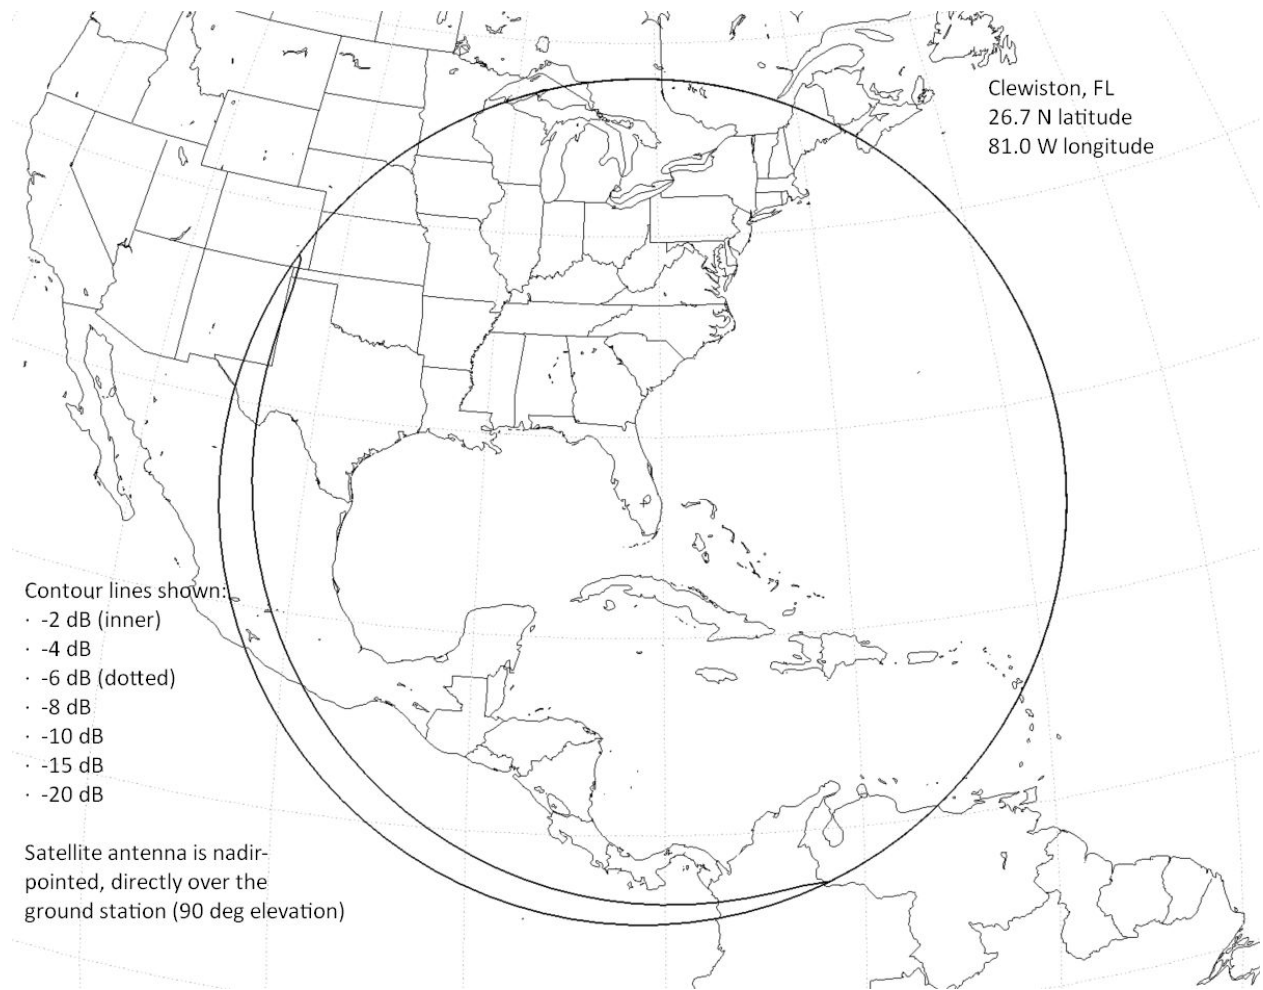 Clewiston, FL
26.7 N latitude
81.0 W longitude
Contour lines shown:
· -2 dB (inner)
· -4 dB
· -6 dB (dotted)
· -8 dB
· -10 dB
· -15 dB
· -20 dB
Satellite antenna is nadir-
pointed, directly over the
ground station (90 deg elevation)